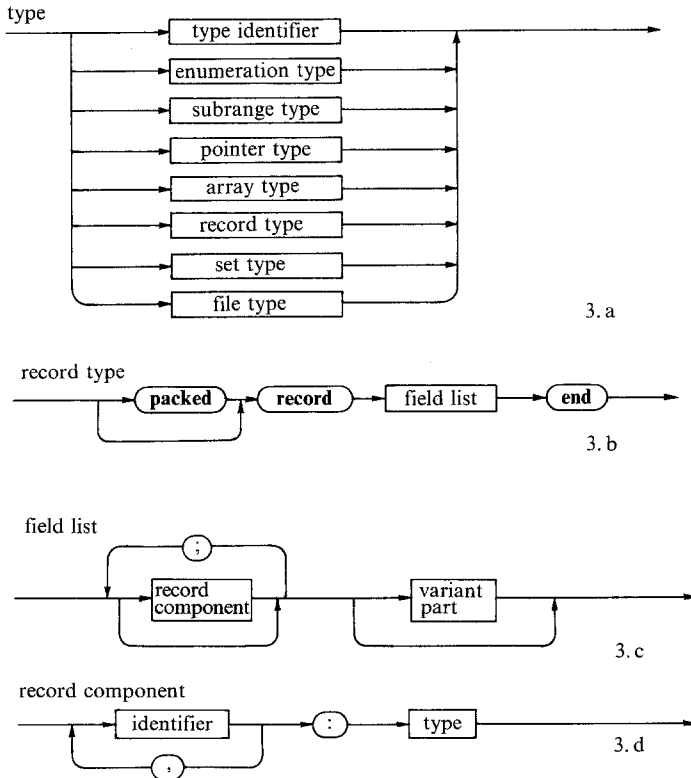 type
type identifier
enumeration type
subrange type
pointer type
array type
record type
set type
file type
3.a
record type
packed
record
field list
end
3.b
field list
;
record
component
variant
part
3.c
record component
identifier
:
type
,
3.d